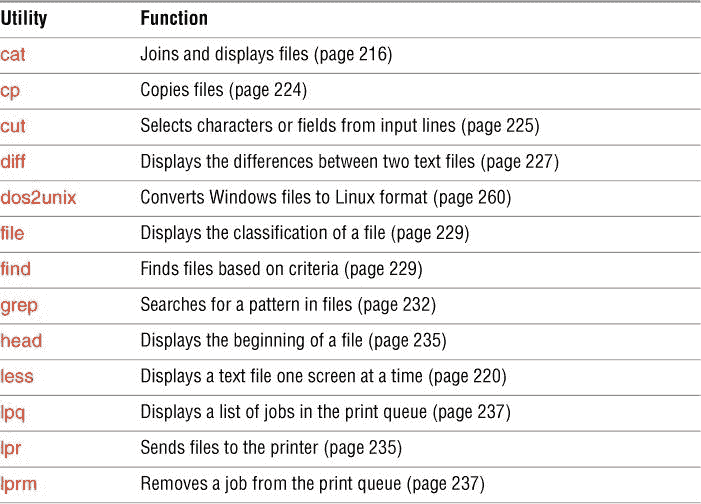 Utility Function
cat Joins and displays files (page 216)
cp Copies files (page 224)
cut Selects characters or fields from input lines (page 225)
diff Displays the differences between two text files (page 227)
dos2unix Converts Windows files to Linux format (page 260)
file Displays the classification of a file (page 229)
find Finds files based on criteria (page 229)
grep Searches for a pattern in files (page 232)
head Displays the beginning of a file (page 235)
less Displays a text file one screen at a time (page 220)
lpq Displays a list of jobs in the print queue (page 237)
lpr Sends files to the printer (page 235)
lprm Removes a job from the print queue (page 237)